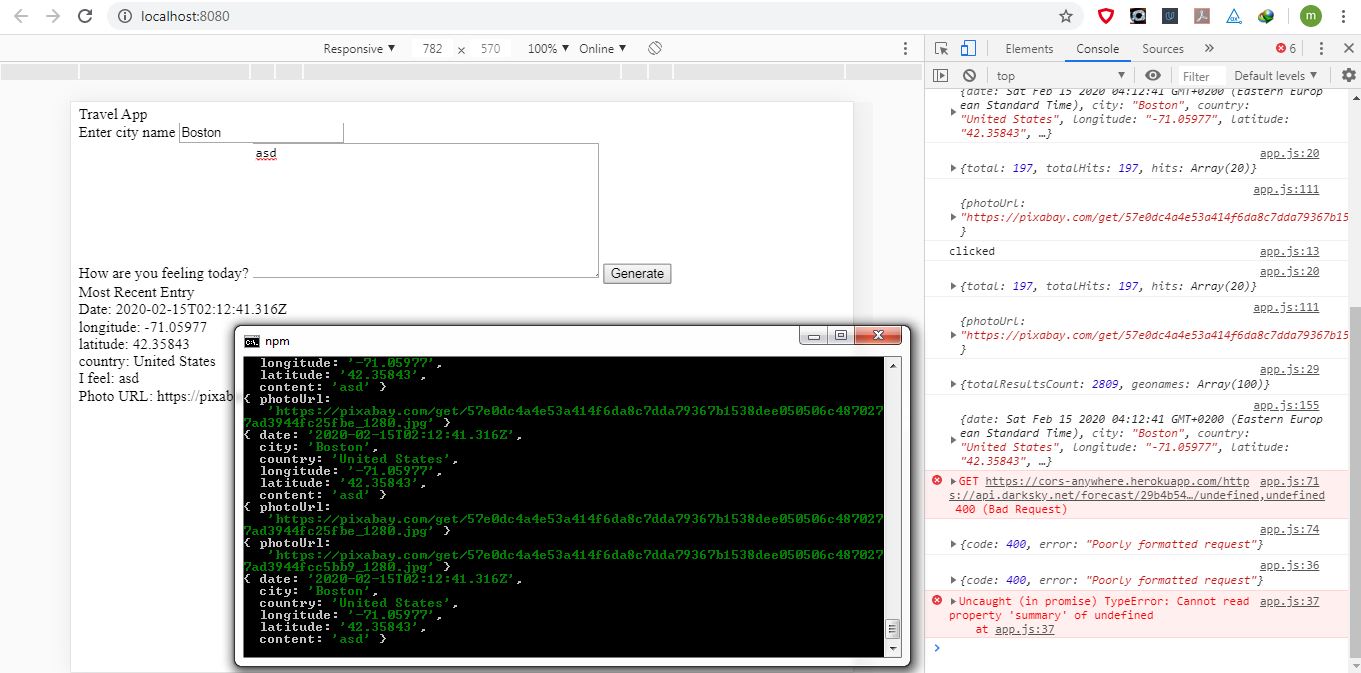 localhost:8080
m
Responsive ▼ 782 × 570 100% ▼ Online ▼
Elements Console Sources » 6
top ▼ Filter Default levels ▼
Travel App
Enter city name Boston
asd
How are you feeling today? Generate
Most Recent Entry
Date: 2020-02-15T02:12:41.316Z
longitude: -71.05977
latitude: 42.35843
country: United States
I feel: asd
Photo URL: https://pixab
npm
longitude: '-71.05977',
latitude: '42.35843',
content: 'asd' }
{ photoUrl:
'https://pixabay.com/get/57e0dc4a4e53a414f6da8c7dda79367b1538dee050506c487027
7ad3944fc25fbe_1280.jpg' }
{ date: '2020-02-15T02:12:41.316Z',
city: 'Boston',
country: 'United States',
longitude: '-71.05977',
latitude: '42.35843',
content: 'asd' }
{ photoUrl:
'https://pixabay.com/get/57e0dc4a4e53a414f6da8c7dda79367b1538dee050506c487027
7ad3944fc25fbe_1280.jpg' }
{ photoUrl:
'https://pixabay.com/get/57e0dc4a4e53a414f6da8c7dda79367b1538dee050506c487027
7ad3944fcc5bb9_1280.jpg' }
{ date: '2020-02-15T02:12:41.316Z',
city: 'Boston',
country: 'United States',
longitude: '-71.05977',
latitude: '42.35843',
content: 'asd' }
{date: Sat Feb 15 2020 04:12:41 GMT+0200 (Eastern Europ
ean Standard Time), city: "Boston", country:
"United States", longitude: "-71.05977", latitude:
"42.35843", …}
app.js:20
{total: 197, totalHits: 197, hits: Array(20)}
app.js:111
{photoUrl:
"https://pixabay.com/get/57e0dc4a4e53a414f6da8c7dda79367b15
}
clicked app.js:13
app.js:20
{total: 197, totalHits: 197, hits: Array(20)}
app.js:111
{photoUrl:
"https://pixabay.com/get/57e0dc4a4e53a414f6da8c7dda79367b15
}
app.js:29
{totalResultsCount: 2809, geonames: Array(100)}
app.js:155
{date: Sat Feb 15 2020 04:12:41 GMT+0200 (Eastern Europ
ean Standard Time), city: "Boston", country:
"United States", longitude: "-71.05977", latitude:
"42.35843", …}
GET https://cors-anywhere.herokuapp.com/http app.js:71
s://api.darksky.net/forecast/29b4b54…/undefined,undefined
400 (Bad Request)
app.js:74
{code: 400, error: "Poorly formatted request"}
app.js:36
{code: 400, error: "Poorly formatted request"}
Uncaught (in promise) TypeError: Cannot read app.js:37
property 'summary' of undefined
at app.js:37